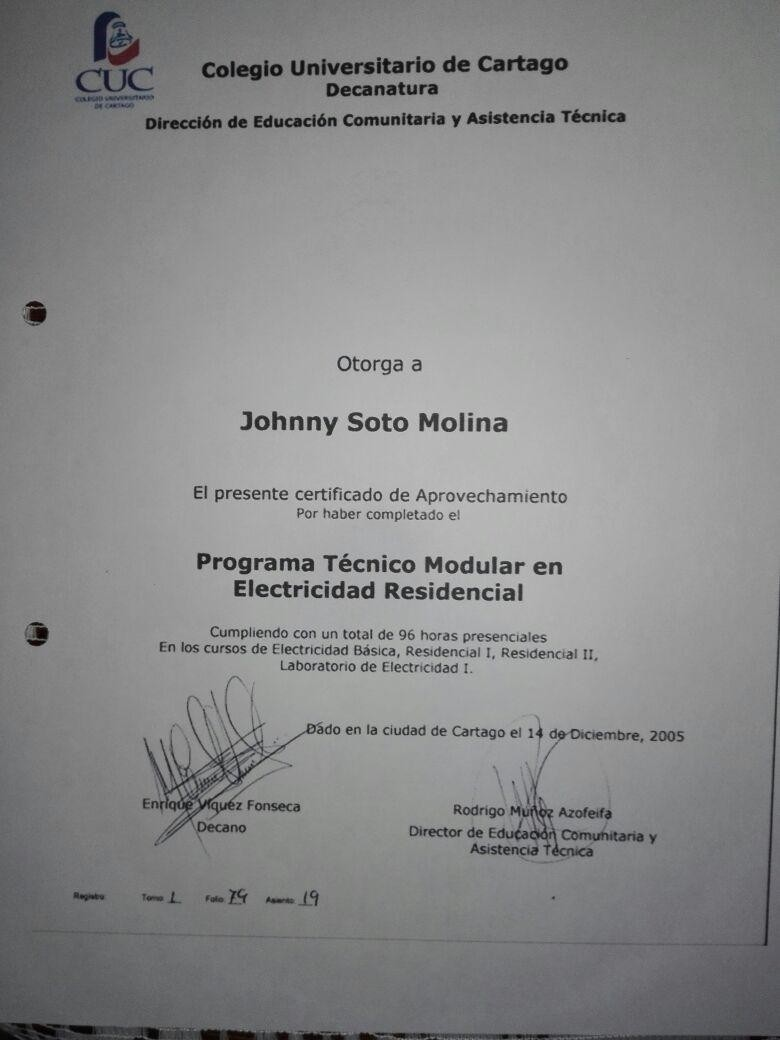 CUC
COLEGIO UNIVERSITARIO
DE CARTAGO
Colegio Universitario de Cartago
Decanatura
Dirección de Educación Comunitaria y Asistencia Técnica
Otorga a
Johnny Soto Molina
El presente certificado de Aprovechamiento
Por haber completado el
Programa Técnico Modular en
Electricidad Residencial
Cumpliendo con un total de 96 horas presenciales
En los cursos de Electricidad Básica, Residencial I, Residencial II,
Laboratorio de Electricidad I.
Dado en la ciudad de Cartago el 14 de Diciembre, 2005
Enrique Víquez Fonseca
Decano
Rodrigo Muñoz Azofeifa
Director de Educación Comunitaria y
Asistencia Técnica
Registro: Tomo Folio 79 Asiento 19